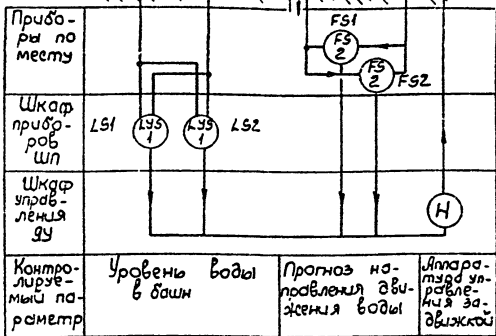 Прибо-
ры по
месту
FS1
FS
2
FS
2
FS2
Шкаф
прибо-
ров
ШП
LS1
LYS
1
LYS
1
LS2
Шкаф
управ-
ления
ЯУ
H
Контро-
лируе-
мый па-
раметр
Уровень воды
в башн
Прогноз на-
правления дви-
жения воды
Аппара-
тура уп-
равле-
ния за-
движкой